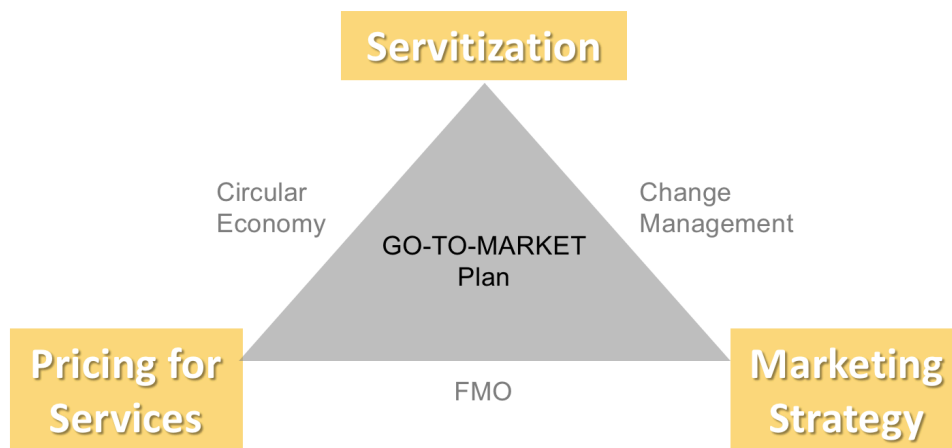 Servitization
Circular
Economy
Change
Management
GO-TO-MARKET
Plan
Pricing for
Services
FMO
Marketing
Strategy